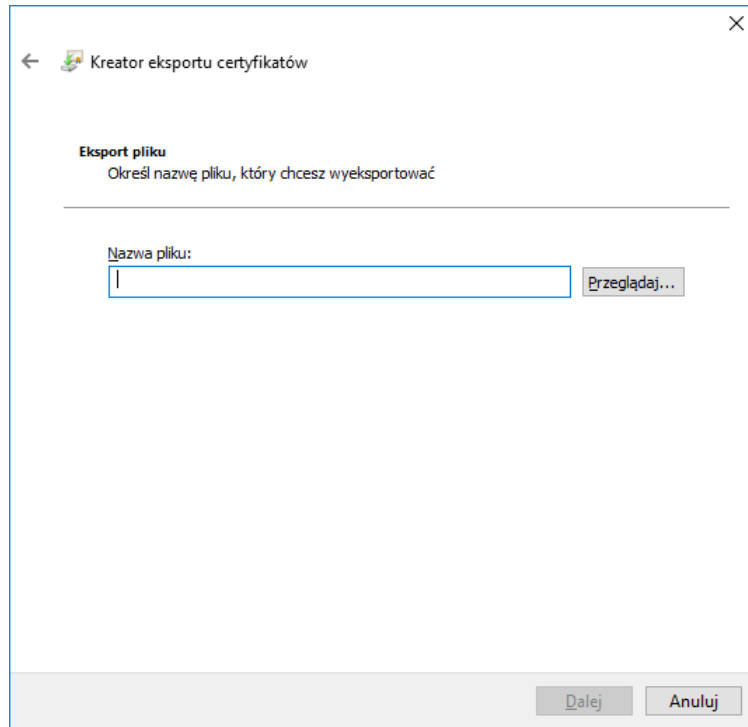 Kreator eksportu certyfikatów
Eksport pliku
Określ nazwę pliku, który chcesz wyeksportować
Nazwa pliku:
Przeglądaj...
Dalej
Anuluj